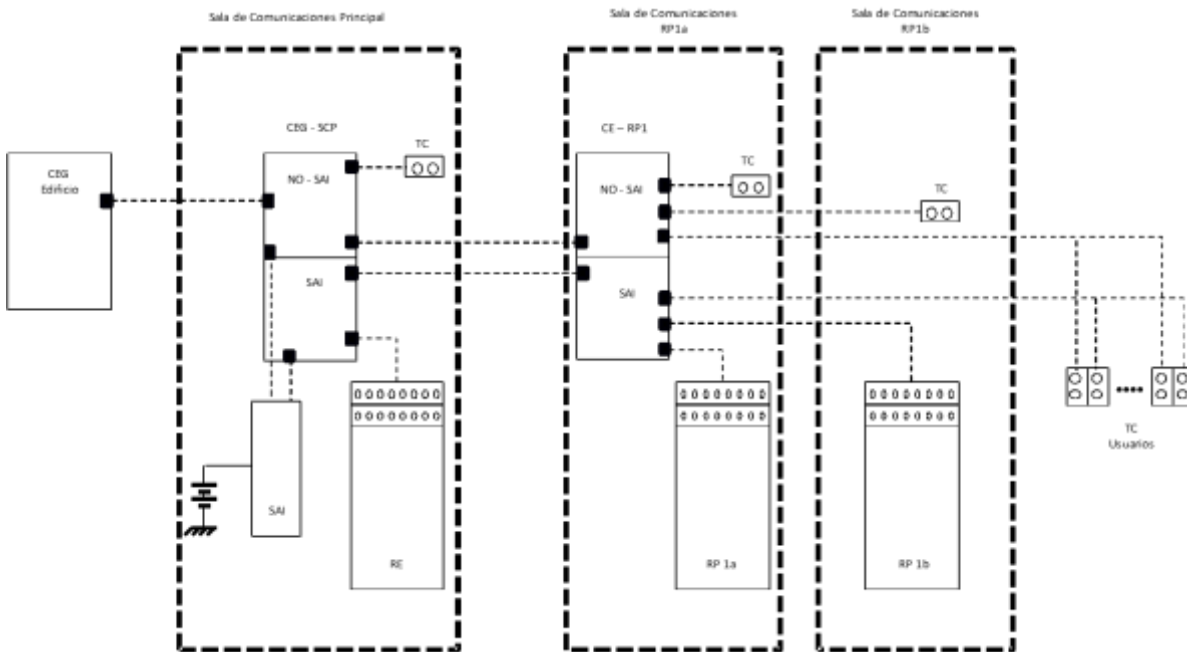 Sala de Comunicaciones Principal
Sala de Comunicaciones
RP1a
Sala de Comunicaciones
RP1b
CEG
Edificio
CEG - SCP
NO - SAI
SAI
TC
SAI
RE
CE – RP1
NO - SAI
SAI
TC
RP 1a
TC
RP 1b
TC
Usuarios